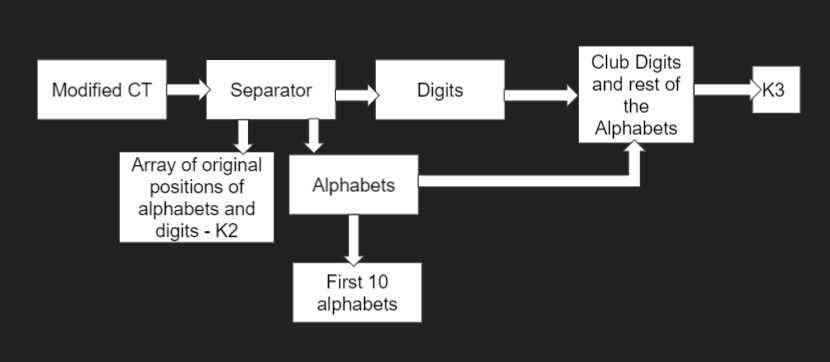 Modified CT
Separator
Digits
Club Digits
and rest of
the
Alphabets
K3
Array of original
positions of
alphabets and
digits - K2
Alphabets
First 10
alphabets